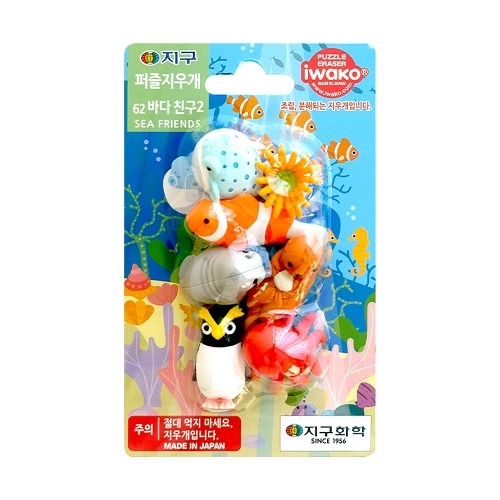 지구
퍼즐지우개
62 바다 친구2
SEA FRIENDS
PUZZLE
ERASER
iwako®
MADE IN JAPAN
www.iwako.com
조립, 분해되는 지우개입니다.
주의
절대 먹지 마세요.
지우개입니다.
MADE IN JAPAN
지구화학
SINCE 1956